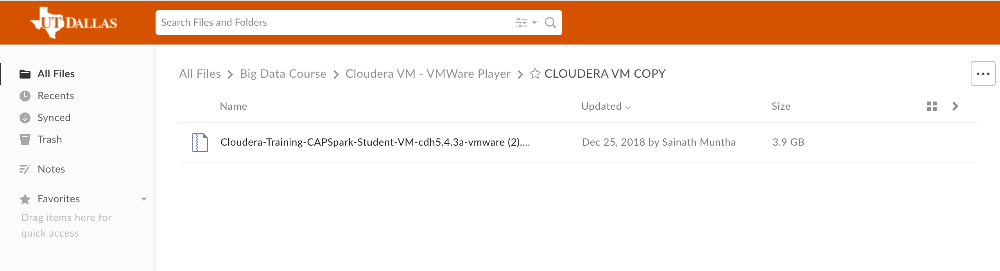 UT DALLAS
Search Files and Folders
All Files
Recents
Synced
Trash
Notes
Favorites
Drag items here for
quick access
All Files Big Data Course Cloudera VM - VMWare Player CLOUDERA VM COPY
Name Updated Size
Cloudera-Training-CAPSpark-Student-VM-cdh5.4.3a-vmware (2).... Dec 25, 2018 by Sainath Muntha 3.9 GB